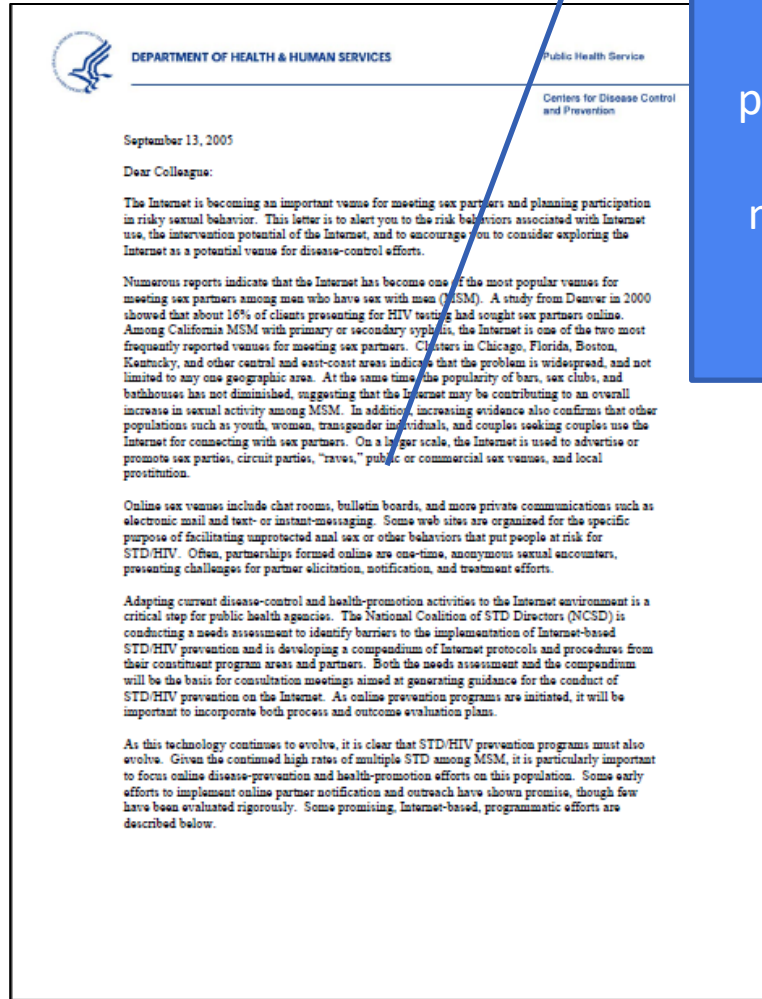 DEPARTMENT OF HEALTH & HUMAN SERVICES
Public Health Service
Centers for Disease Control
and Prevention
September 13, 2005
Dear Colleague:
The Internet is becoming an important venue for meeting sex partners and planning participation
in risky sexual behavior. This letter is to alert you to the risk behaviors associated with Internet
use, the intervention potential of the Internet, and to encourage you to consider exploring the
Internet as a potential venue for disease-control efforts.
Numerous reports indicate that the Internet has become one of the most popular venues for
meeting sex partners among men who have sex with men (MSM). A study from Denver in 2000
showed that about 16% of clients presenting for HIV testing had sought sex partners online.
Among California MSM with primary or secondary syphilis, the Internet is one of the two most
frequently reported venues for meeting sex partners. Clusters in Chicago, Florida, Boston,
Kentucky, and other central and east-coast areas indicate that the problem is widespread, and not
limited to any one geographic area. At the same time, the popularity of bars, sex clubs, and
bathhouses has not diminished, suggesting that the Internet may be contributing to an overall
increase in sexual activity among MSM. In addition, increasing evidence also confirms that other
populations such as youth, women, transgender individuals, and couples seeking couples use the
Internet for connecting with sex partners. On a larger scale, the Internet is used to advertise or
promote sex parties, circuit parties, “raves,” public or commercial sex venues, and local
prostitution.
Online sex venues include chat rooms, bulletin boards, and more private communications such as
electronic mail and text- or instant-messaging. Some web sites are organized for the specific
purpose of facilitating unprotected anal sex or other behaviors that put people at risk for
STD/HIV. Often, partnerships formed online are one-time, anonymous sexual encounters,
presenting challenges for partner elicitation, notification, and treatment efforts.
Adapting current disease-control and health-promotion activities to the Internet environment is a
critical step for public health agencies. The National Coalition of STD Directors (NCSD) is
conducting a needs assessment to identify barriers to the implementation of Internet-based
STD/HIV prevention and is developing a compendium of Internet protocols and procedures from
their constituent program areas and partners. Both the needs assessment and the compendium
will be the basis for consultation meetings aimed at generating guidance for the conduct of
STD/HIV prevention on the Internet. As online prevention programs are initiated, it will be
important to incorporate both process and outcome evaluation plans.
As this technology continues to evolve, it is clear that STD/HIV prevention programs must also
evolve. Given the continued high rates of multiple STD among MSM, it is particularly important
to focus online disease-prevention and health-promotion efforts on this population. Some early
efforts to implement online partner notification and outreach have shown promise, though few
have been evaluated rigorously. Some promising, Internet-based, programmatic efforts are
described below.